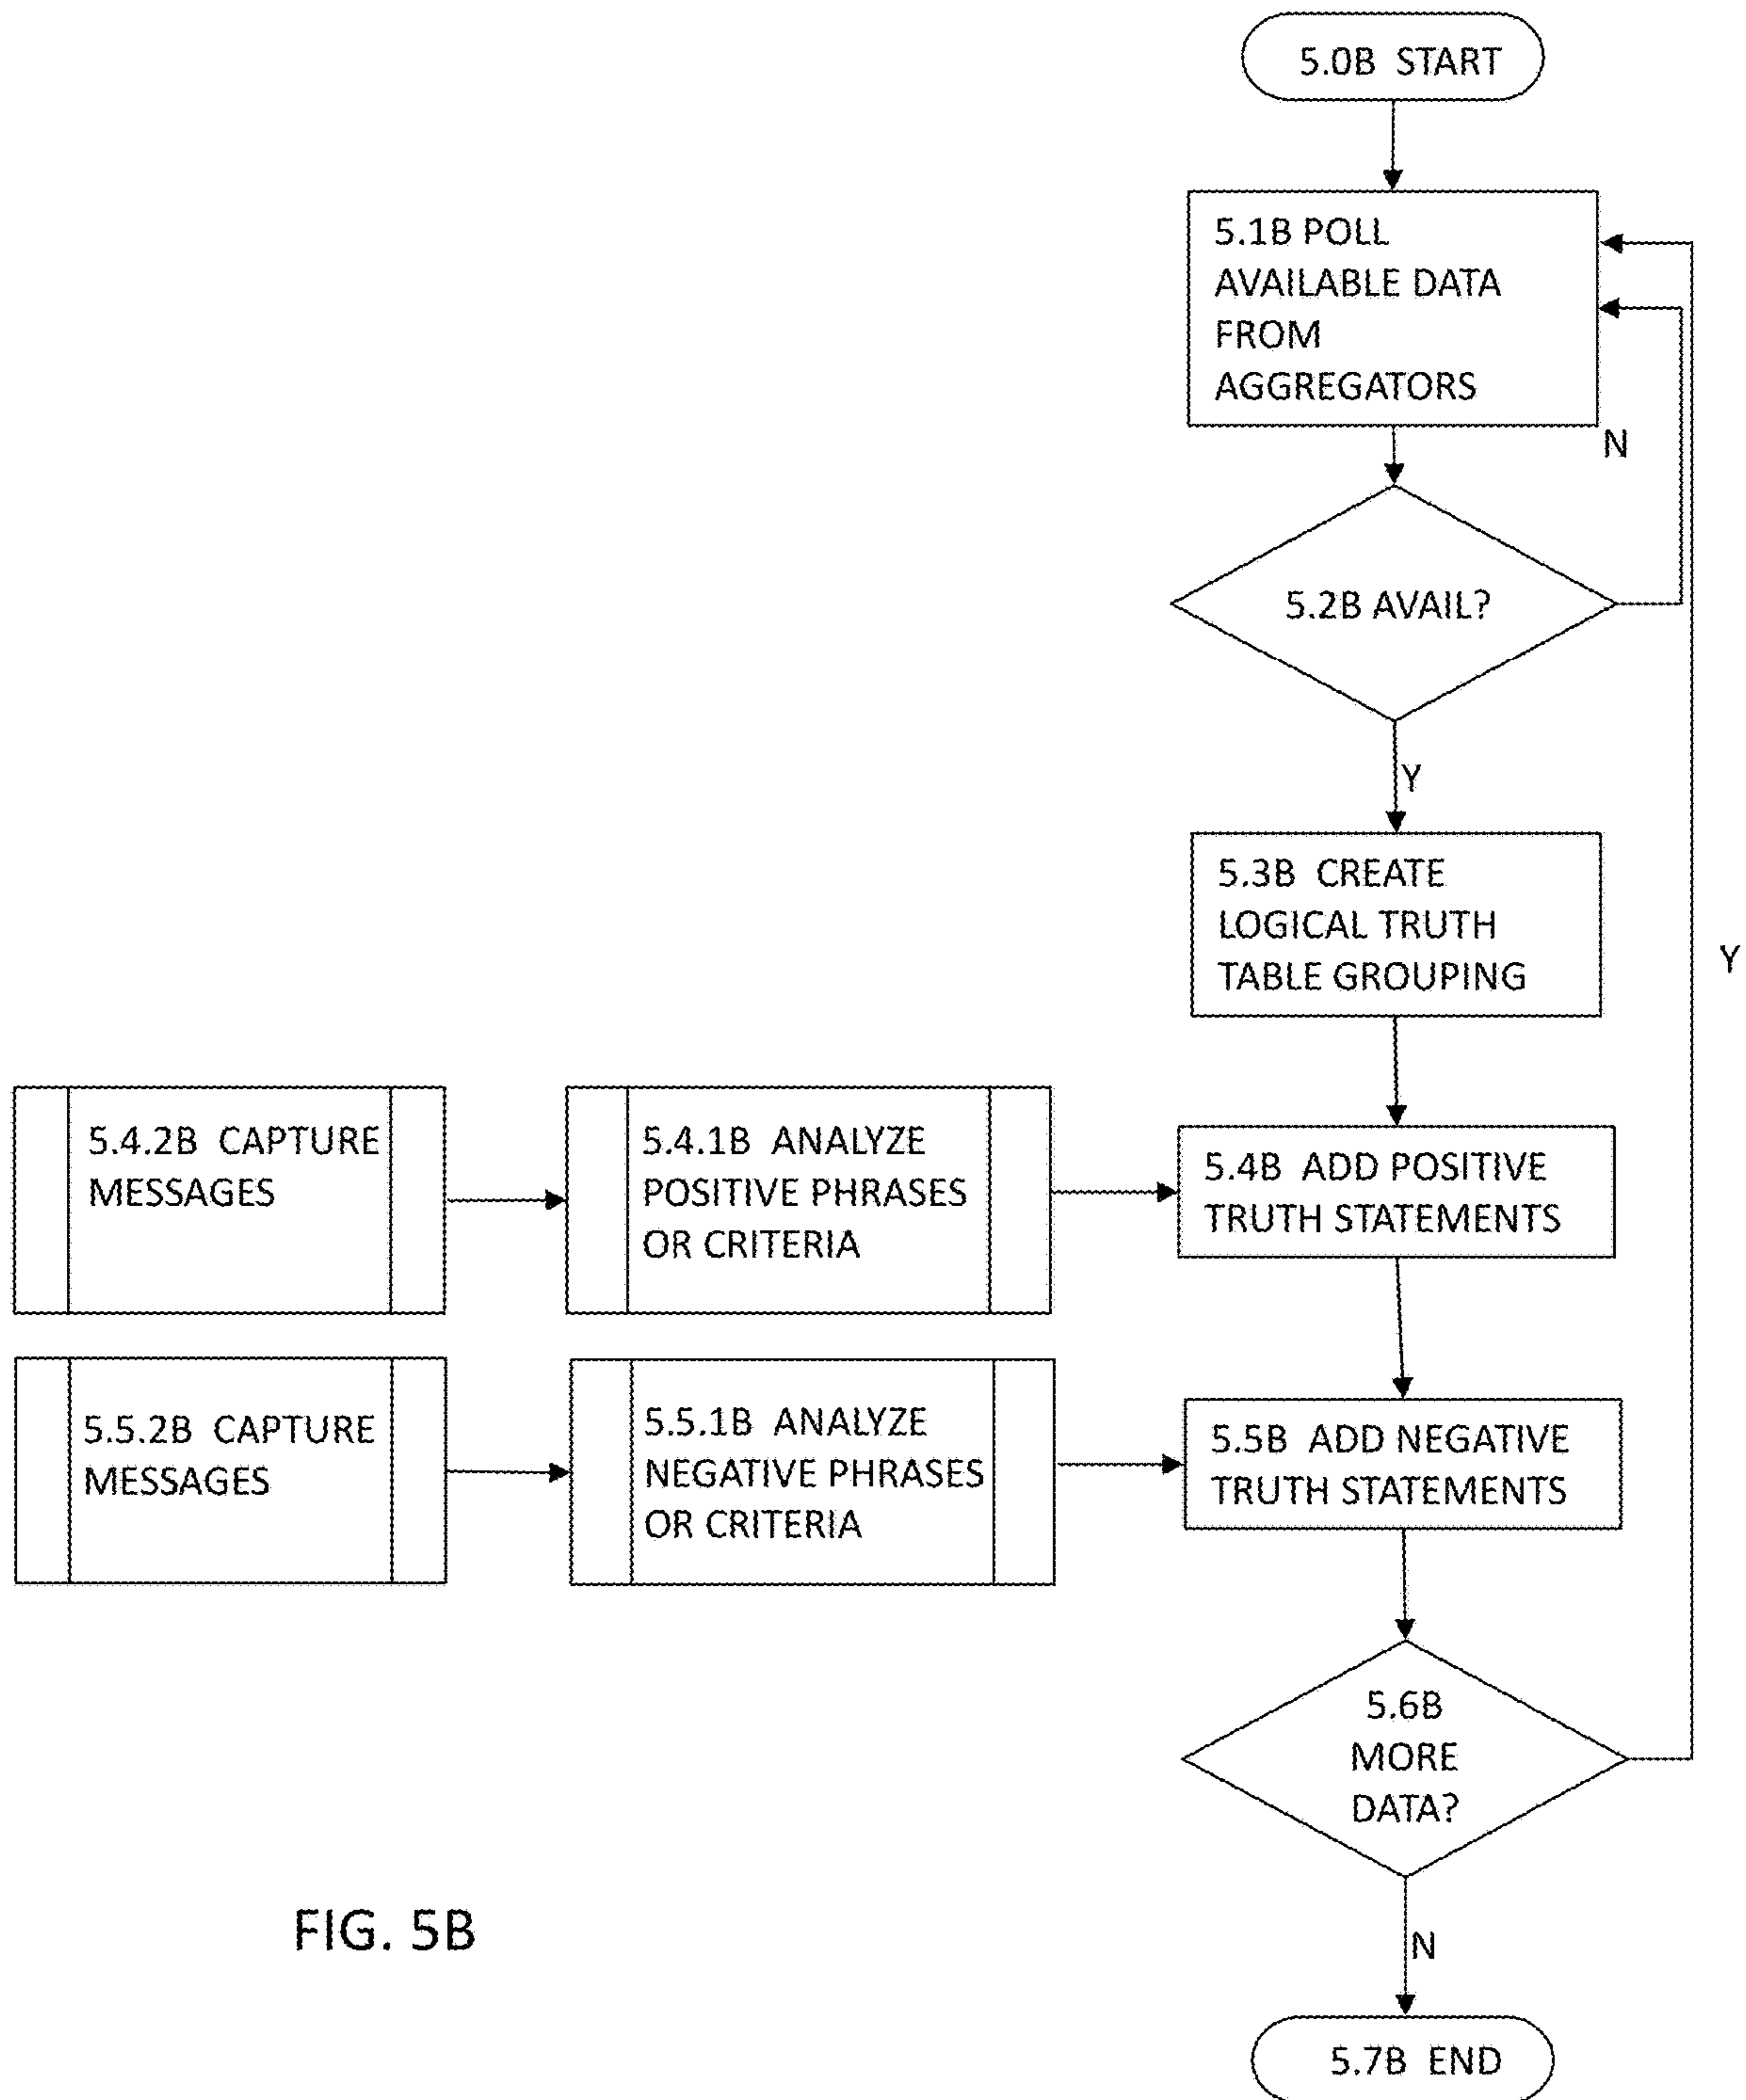 5.0B START
5.1B POLL
AVAILABLE DATA
FROM
AGGREGATORS
N
5.2B AVAIL?
Y
5.3B CREATE
LOGICAL TRUTH
TABLE GROUPING
Y
5.4.2B CAPTURE
MESSAGES
5.4.1B ANALYZE
POSITIVE PHRASES
OR CRITERIA
5.4B ADD POSITIVE
TRUTH STATEMENTS
5.5.2B CAPTURE
MESSAGES
5.5.1B ANALYZE
NEGATIVE PHRASES
OR CRITERIA
5.5B ADD NEGATIVE
TRUTH STATEMENTS
5.6B
MORE
DATA?
FIG. 5B
N
5.7B END